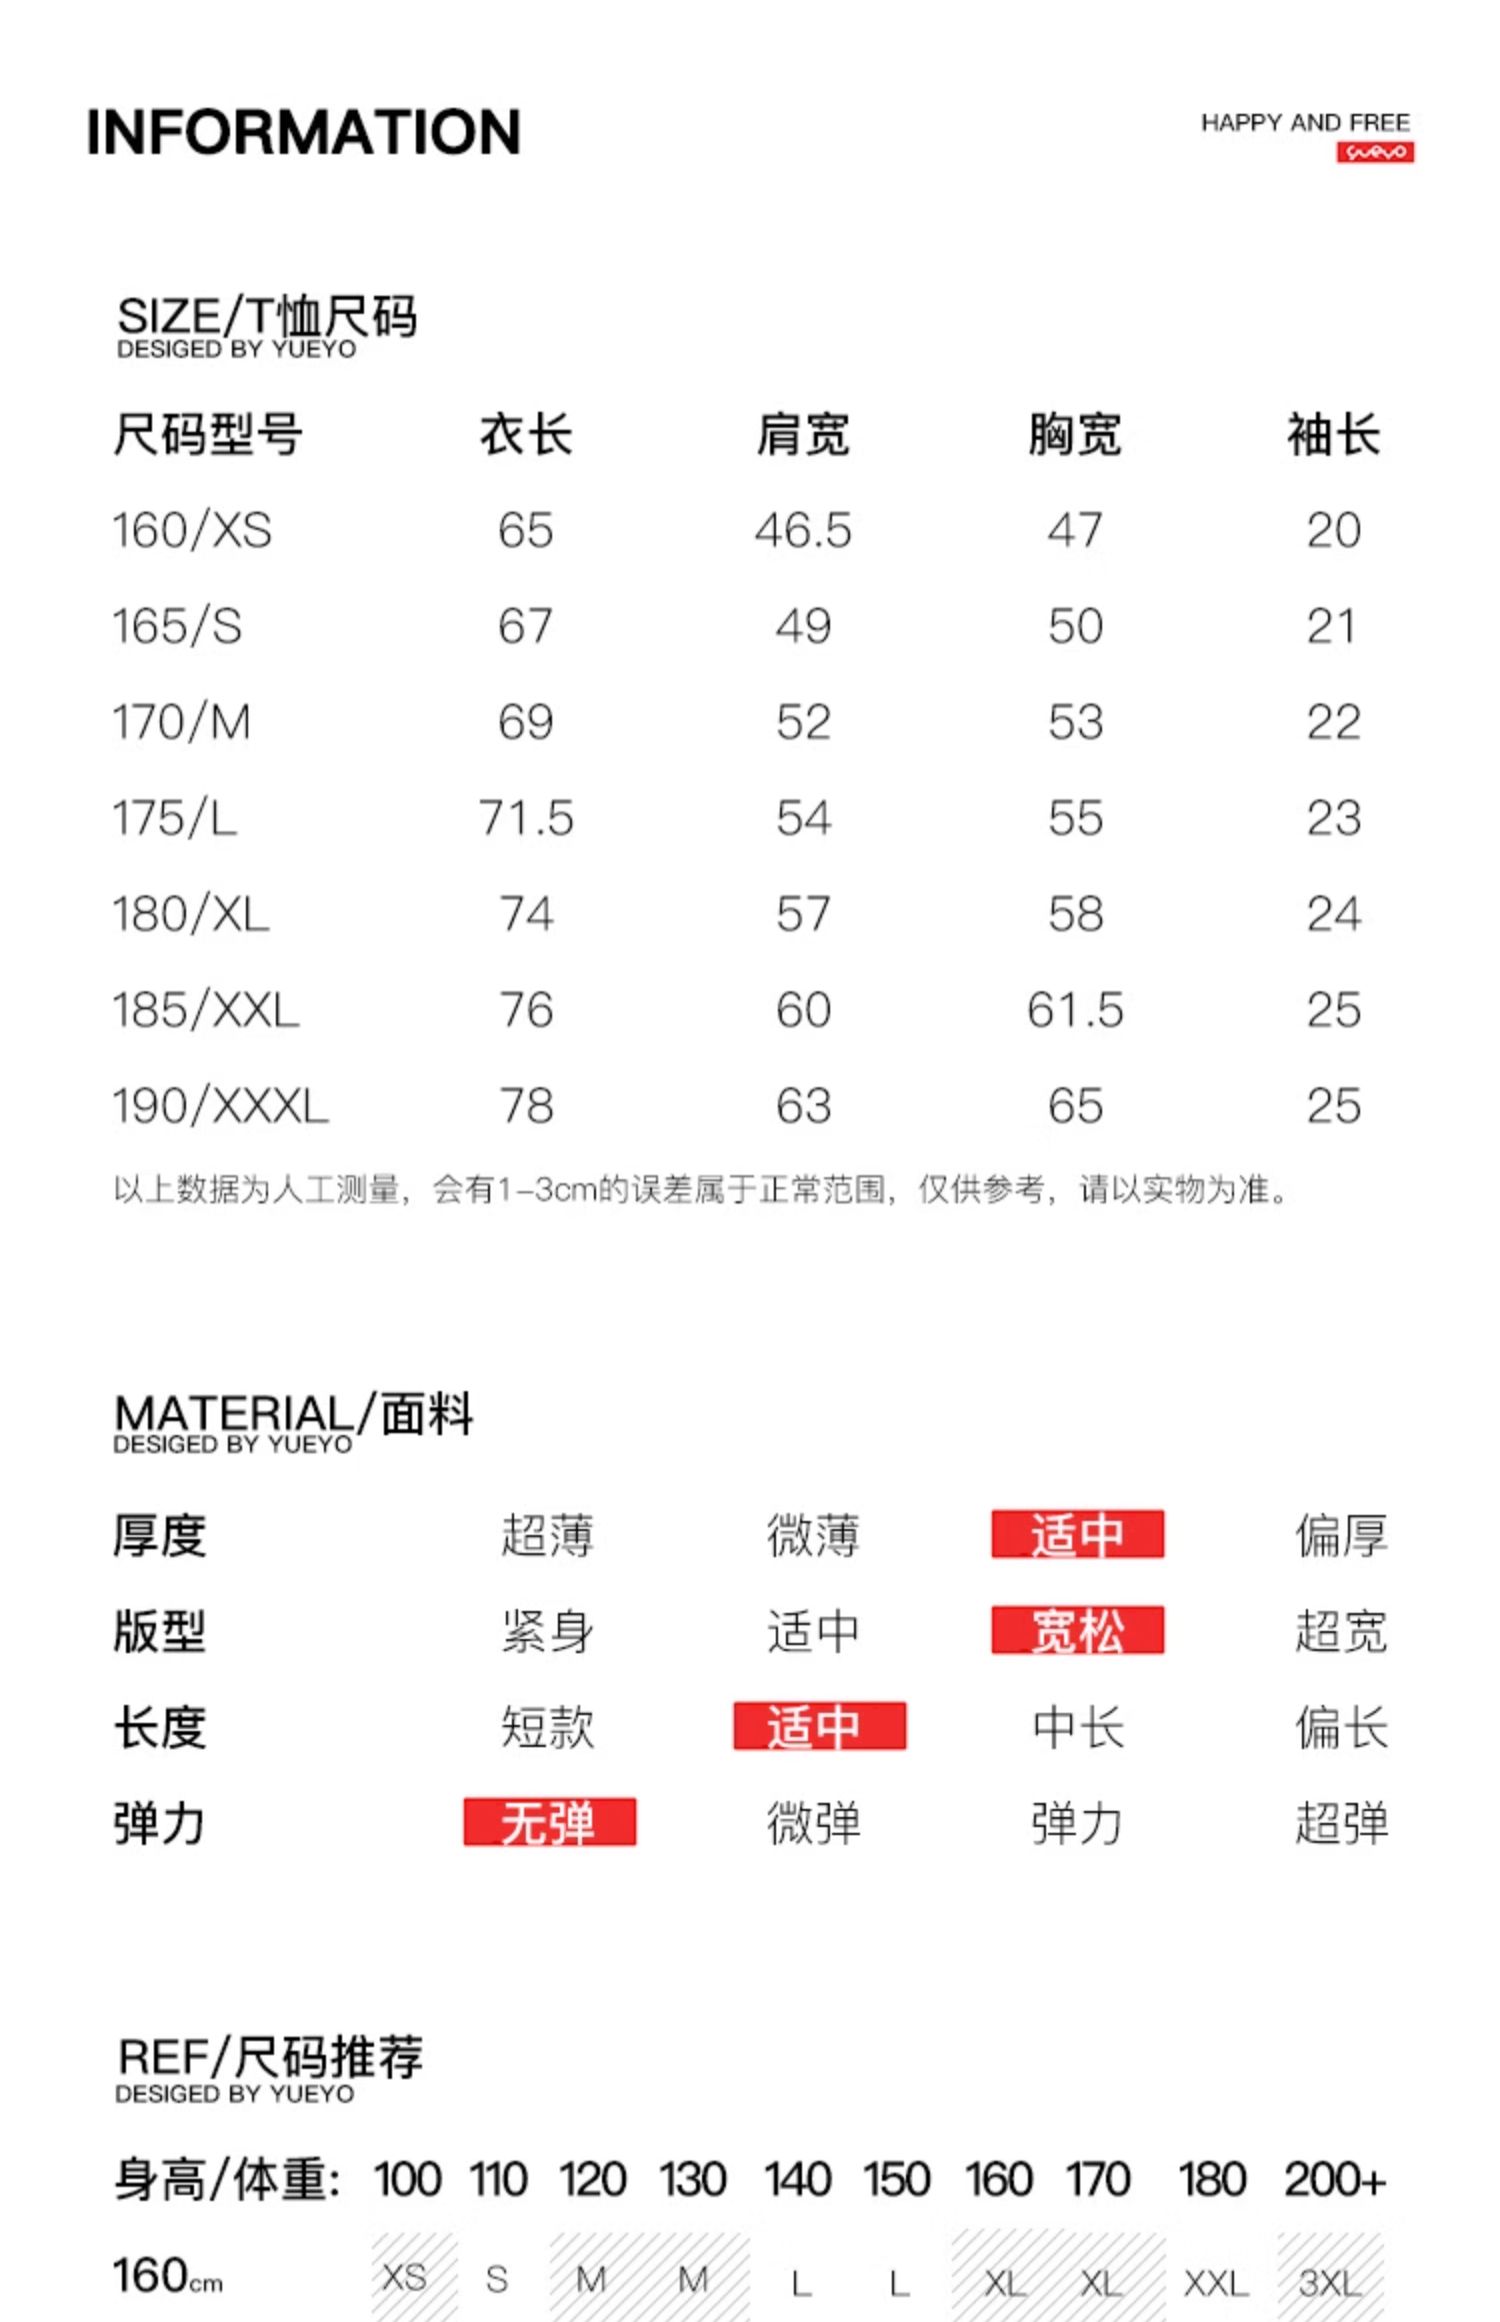 INFORMATION
HAPPY AND FREE
yueyo
SIZE/T恤尺码
DESIGED BY YUEYO
尺码型号 衣长 肩宽 胸宽 袖长
160/XS 65 46.5 47 20
165/S 67 49 50 21
170/M 69 52 53 22
175/L 71.5 54 55 23
180/XL 74 57 58 24
185/XXL 76 60 61.5 25
190/XXXL 78 63 65 25
以上数据为人工测量，会有1-3cm的误差属于正常范围，仅供参考，请以实物为准。
MATERIAL/面料
DESIGED BY YUEYO
厚度 超薄 微薄 适中 偏厚
版型 紧身 适中 宽松 超宽
长度 短款 适中 中长 偏长
弹力 无弹 微弹 弹力 超弹
REF/尺码推荐
DESIGED BY YUEYO
身高/体重: 100 110 120 130 140 150 160 170 180 200+
160cm XS S M M L L XL XL XXL 3XL